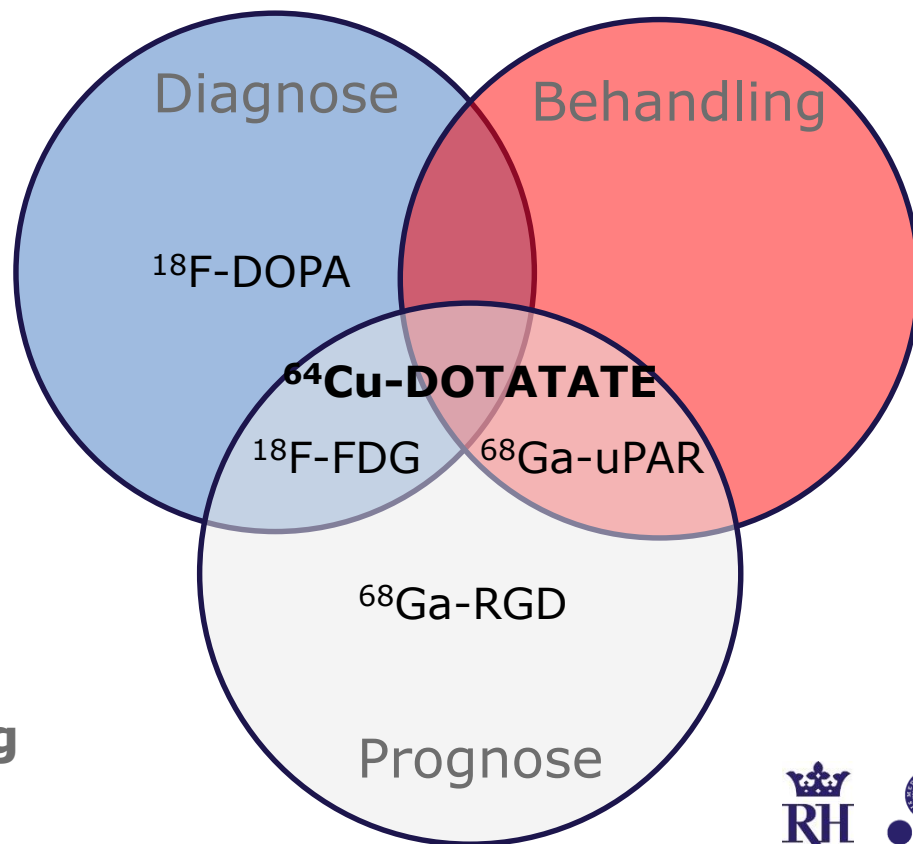 Diagnose
Behandling
¹⁸F-DOPA
⁶⁴Cu-DOTATATE
¹⁸F-FDG
⁶⁸Ga-uPAR
⁶⁸Ga-RGD
g
Prognose
RH